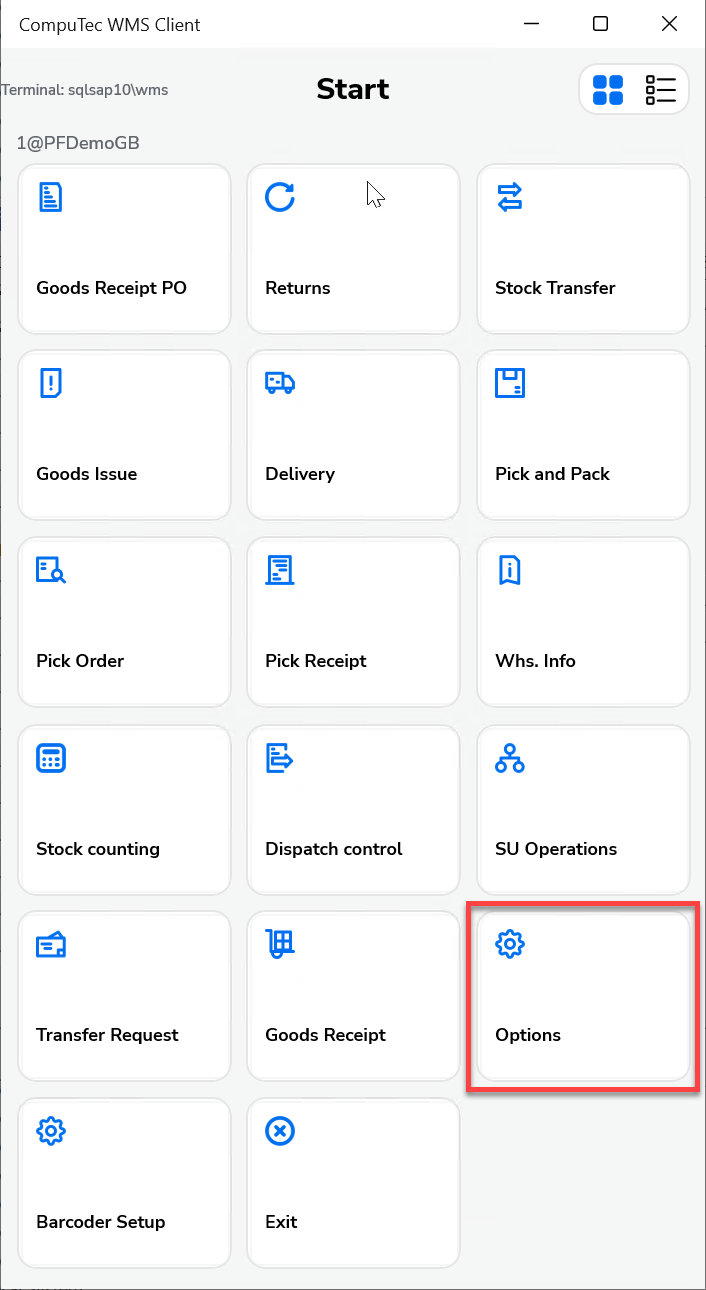 CompuTec WMS Client
Terminal: sqlsap10\wms
Start
1@PFDemoGB
Goods Receipt PO
Returns
Stock Transfer
Goods Issue
Delivery
Pick and Pack
Pick Order
Pick Receipt
Whs. Info
Stock counting
Dispatch control
SU Operations
Transfer Request
Goods Receipt
Options
Barcoder Setup
Exit